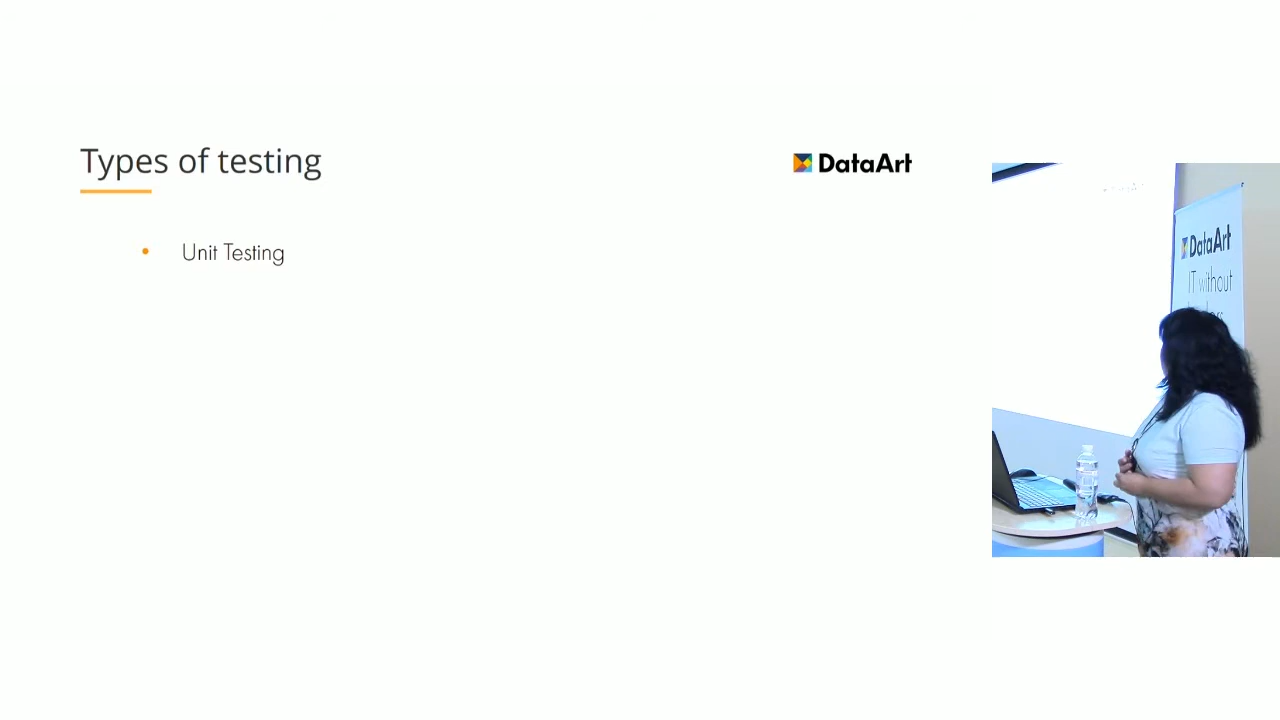 Types of testing
DataArt
Unit Testing
DataArt
IT without